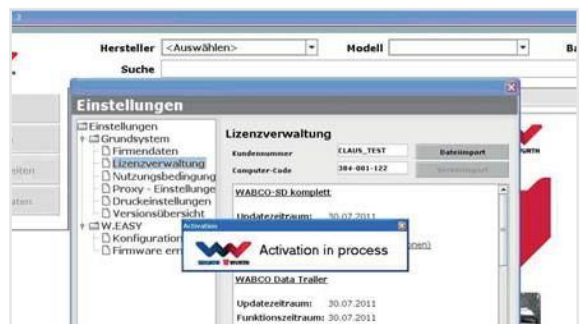 Hersteller <Auswählen> Modell
Suche
Einstellungen
Einstellungen
Grundsystem
Firmendaten
Lizenzverwaltung
Nutzungsbedingung
Proxy - Einstellunge
Druckeinstellungen
Versionsübersicht
W.EASY
Konfiguration
Firmware
Lizenzverwaltung
Kundennummer CLAUS_TEST Dateiimport
Computer-Code 384-081-122
WABCO-SD komplett
Updatezeitraum: 30.07.2011
Activation
Activation in process
WABCO Data Trailer
Updatezeitraum: 30.07.2011
Funktionszeitraum: 30.07.2011